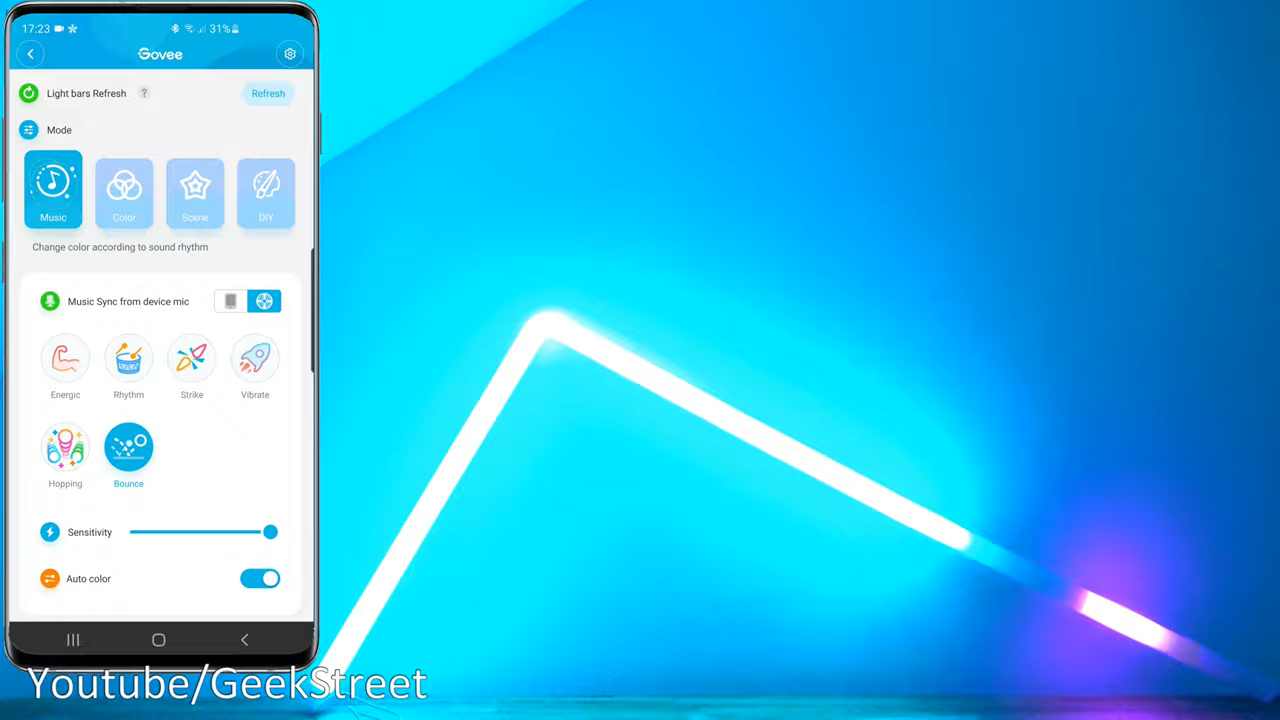 17:23 31%
Govee
Light bars Refresh ? Refresh
Mode
Music Color Scene DIY
Change color according to sound rhythm
Music Sync from device mic
Energic Rhythm Strike Vibrate
Hopping Bounce
Sensitivity
Auto color
Youtube/GeekStreet